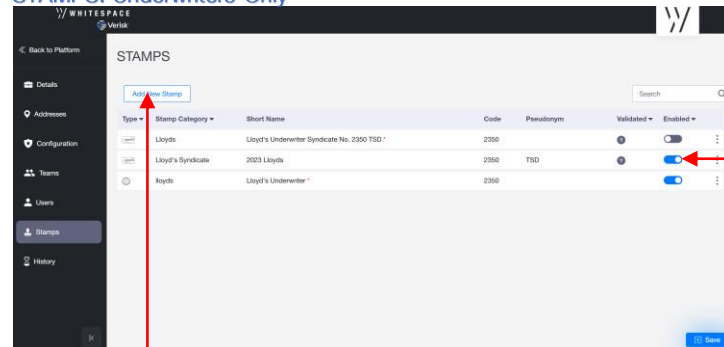 STAMPS: Underwriters Only
WHITESPACE
Verisk
Back to Platform
STAMPS
Details
Add New Stamp
Search
Addresses
Type Stamp Category Short Name Code Pseudonym Validated Enabled
Configuration
Lloyds Lloyd's Underwriter Syndicate No. 2350 TSD * 2350
Lloyd's Syndicate 2023 Lloyds 2350 TSD
Teams
lloyds Lloyd's Underwriter * 2350
Users
Stamps
History
Save